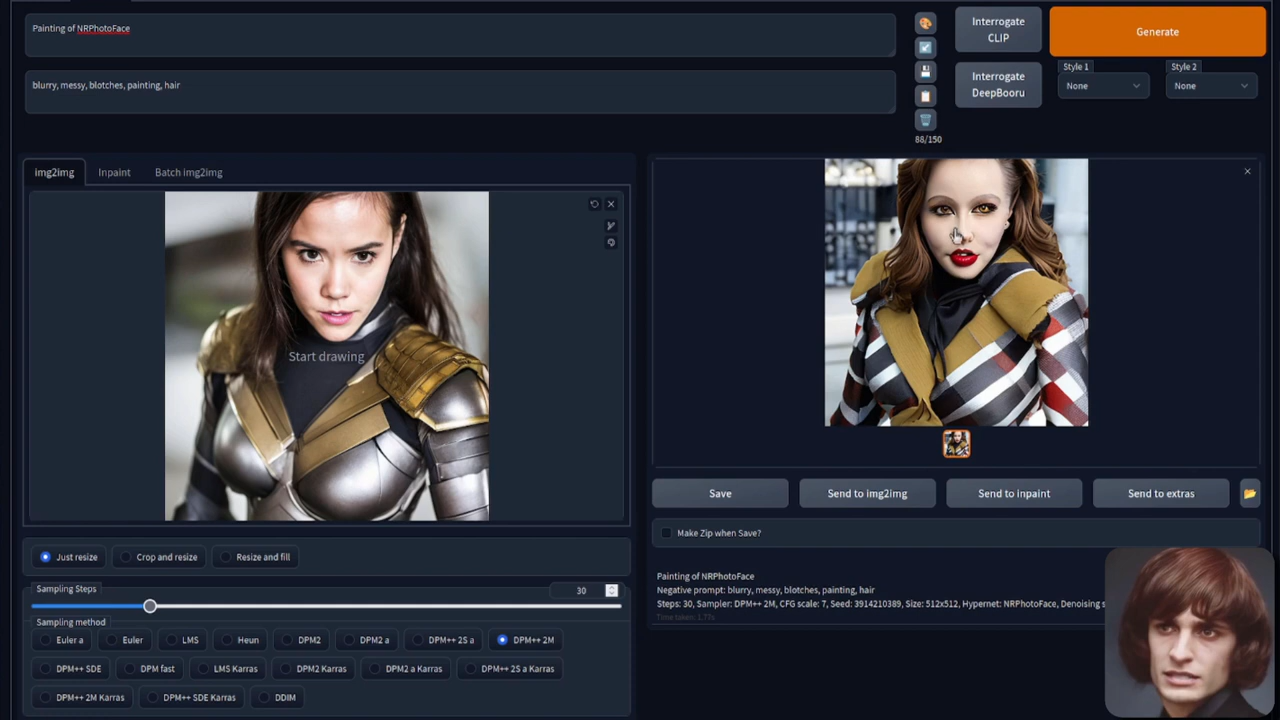 Painting of NRPhotoFace
blurry, messy, blotches, painting, hair
Interrogate
CLIP
Generate
Interrogate
DeepBooru
Style 1
Style 2
None
None
88/150
img2img
Inpaint
Batch img2img
Start drawing
Save
Send to img2img
Send to inpaint
Send to extras
Make Zip when Save?
Just resize
Crop and resize
Resize and fill
Sampling Steps
30
Sampling method
Euler a
Euler
LMS
Heun
DPM2
DPM2 a
DPM++ 2S a
DPM++ 2M
DPM++ SDE
DPM fast
LMS Karras
DPM2 Karras
DPM2 a Karras
DPM++ 2S a Karras
DPM++ 2M Karras
DPM++ SDE Karras
DDIM
Painting of NRPhotoFace
Negative prompt: blurry, messy, blotches, painting, hair
Steps: 30, Sampler: DPM++ 2M, CFG scale: 7, Seed: 3914210389, Size: 512x512, Hypernet: NRPhotoFace, Denoising s
Time taken: 1.77s